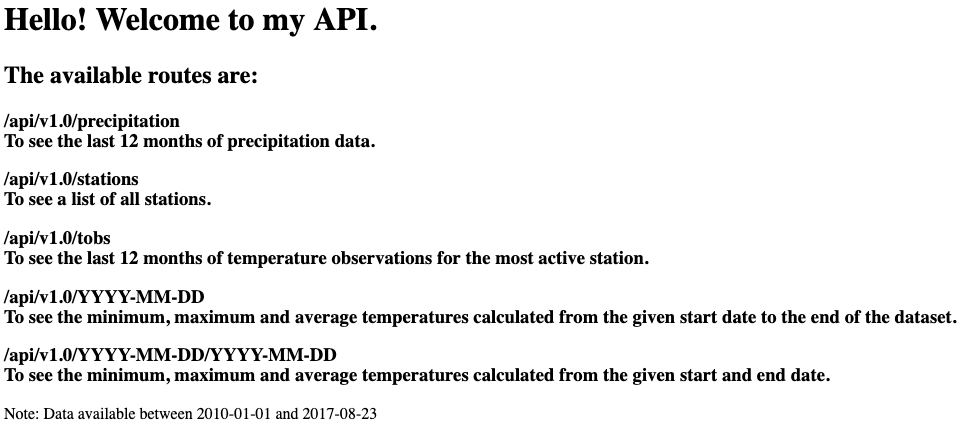 Hello! Welcome to my API.
The available routes are:
/api/v1.0/precipitation
To see the last 12 months of precipitation data.
/api/v1.0/stations
To see a list of all stations.
/api/v1.0/tobs
To see the last 12 months of temperature observations for the most active station.
/api/v1.0/YYYY-MM-DD
To see the minimum, maximum and average temperatures calculated from the given start date to the end of the dataset.
/api/v1.0/YYYY-MM-DD/YYYY-MM-DD
To see the minimum, maximum and average temperatures calculated from the given start and end date.
Note: Data available between 2010-01-01 and 2017-08-23